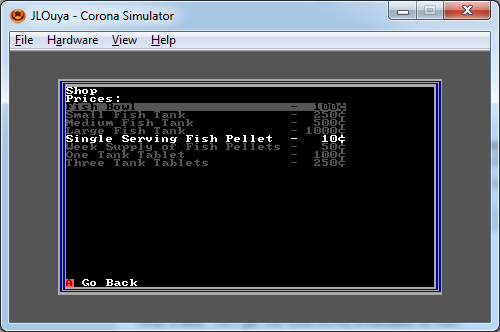 JLOuya - Corona Simulator
File Hardware View Help
Shop
Prices:
Fish Bowl - 100¢
Small Fish Tank - 250¢
Medium Fish Tank - 500¢
Large Fish Tank - 1000¢
Single Serving Fish Pellet - 10¢
Week Supply of Fish Pellets - 50¢
One Tank Tablet - 100¢
Three Tank Tablets - 250¢
A Go Back